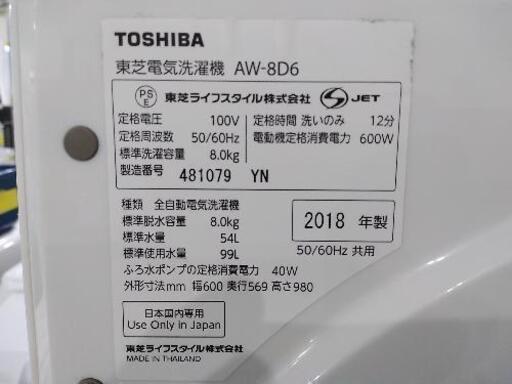 TOSHIBA
東芝電気洗濯機 AW-8D6
PSE 東芝ライフスタイル株式会社 JET
定格電圧 100V 定格時間 洗いのみ 12分
定格周波数 50/60Hz 電動機定格消費電力 600W
標準洗濯容量 8.0kg
製造番号 481079 YN
種類 全自動電気洗濯機
標準脱水容量 8.0kg
標準水量 54L
標準使用水量 99L
2018 年製
50/60Hz 共用
ふろ水ポンプの定格消費電力 40W
外形寸法mm 幅600 奥行569 高さ980
日本国内専用
Use Only in Japan
東芝ライフスタイル株式会社
MADE IN THAILAND